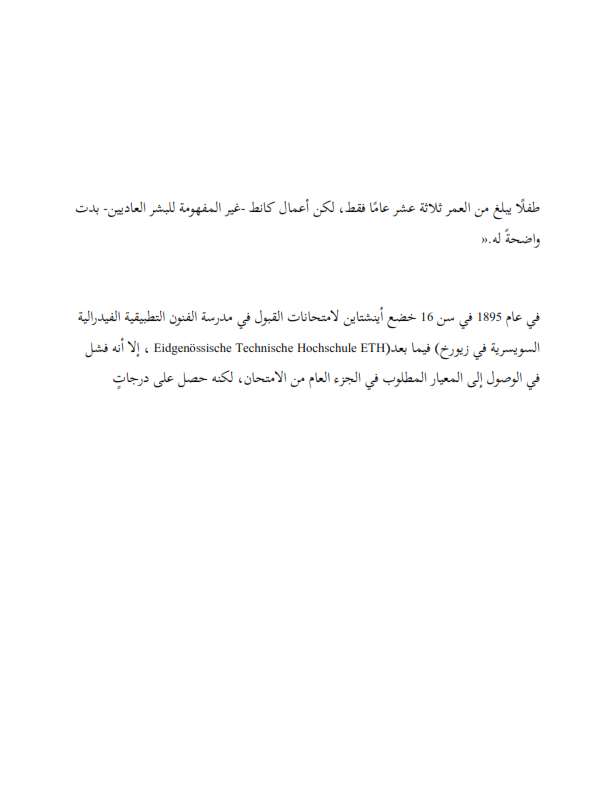 طفلًا يبلغ من العمر ثلاثة عشر عامًا فقط، لكن أعمال كانط -غير المفهومة للبشر العاديين- بدت
واضحةً له.«
في عام 1895 في سن 16 خضع أينشتاين لامتحانات القبول في مدرسة الفنون التطبيقية الفيدرالية
السويسرية في زيورخ) فيما بعد(Eidgenössische Technische Hochschule ETH ، إلا أنه فشل
في الوصول إلى المعيار المطلوب في الجزء العام من الامتحان، لكنه حصل على درجاتٍ